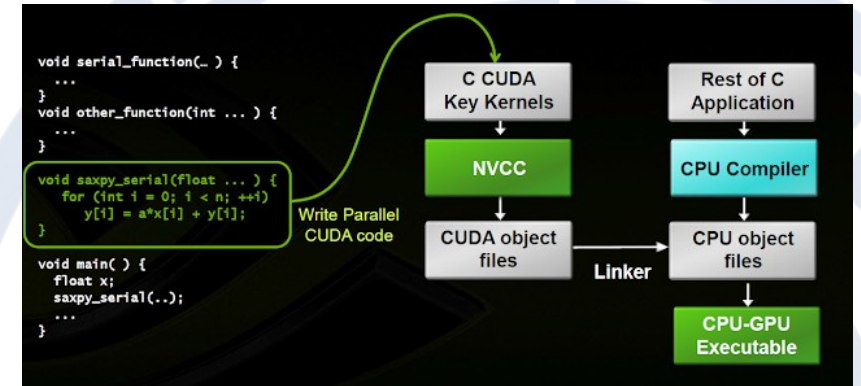 void serial_function(… ) {
...
}
void other_function(int ... ) {
...
}
void saxpy_serial(float ... ) {
for (int i = 0; i < n; ++i)
y[i] = a*x[i] + y[i];
}
void main( ) {
float x;
saxpy_serial(..);
...
}
Write Parallel
CUDA code
C CUDA
Key Kernels
NVCC
CUDA object
files
Linker
Rest of C
Application
CPU Compiler
CPU object
files
CPU-GPU
Executable